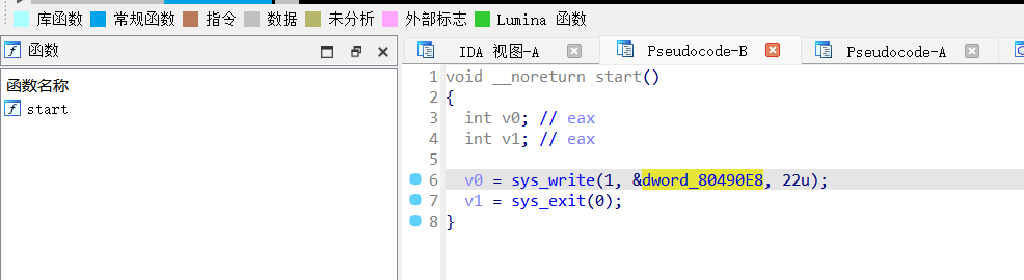 库函数 常规函数 指令 数据 未分析 外部标志 Lumina 函数
函数
IDA 视图-A Pseudocode-B Pseudocode-A
函数名称
start
1 void __noreturn start()
2 {
3 int v0; // eax
4 int v1; // eax
5
6 v0 = sys_write(1, &dword_80490E8, 22u);
7 v1 = sys_exit(0);
8 }